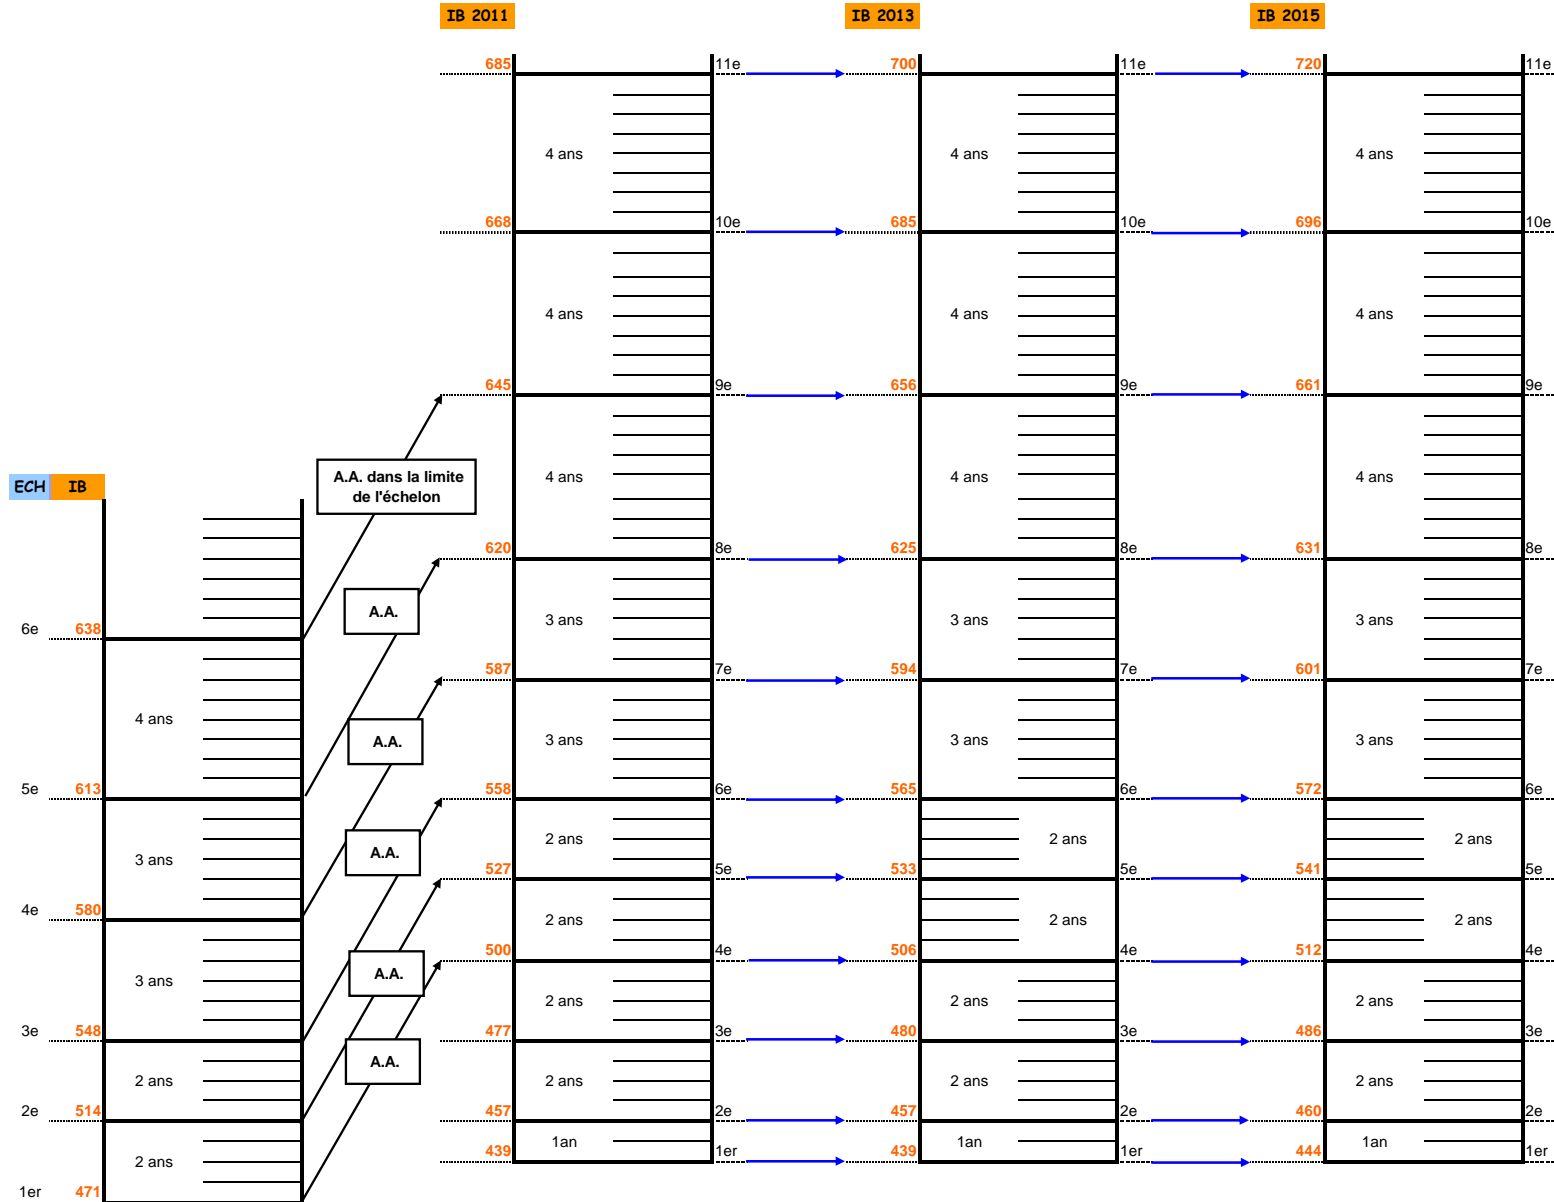 IB 2011
IB 2013
IB 2015
685 11e 700 11e 720 11e
4 ans 4 ans 4 ans
668 10e 685 10e 696 10e
4 ans 4 ans 4 ans
645 9e 656 9e 661 9e
A.A. dans la limite
de l'échelon
4 ans 4 ans 4 ans
ECH IB
620 8e 625 8e 631 8e
A.A.
3 ans 3 ans 3 ans
6e 638
587 7e 594 7e 601 7e
4 ans
A.A.
3 ans 3 ans 3 ans
5e 613 558 6e 565 6e 572 6e
2 ans 2 ans 2 ans
3 ans
A.A.
527 5e 533 5e 541 5e
4e 580
2 ans 2 ans 2 ans
500 4e 506 4e 512 4e
3 ans
A.A.
2 ans 2 ans 2 ans
3e 548 477 3e 480 3e 486 3e
A.A.
2 ans 2 ans 2 ans 2 ans
2e 514 457 2e 457 2e 460 2e
1an 1an 1an
439 1er 439 1er 444 1er
2 ans
1er 471